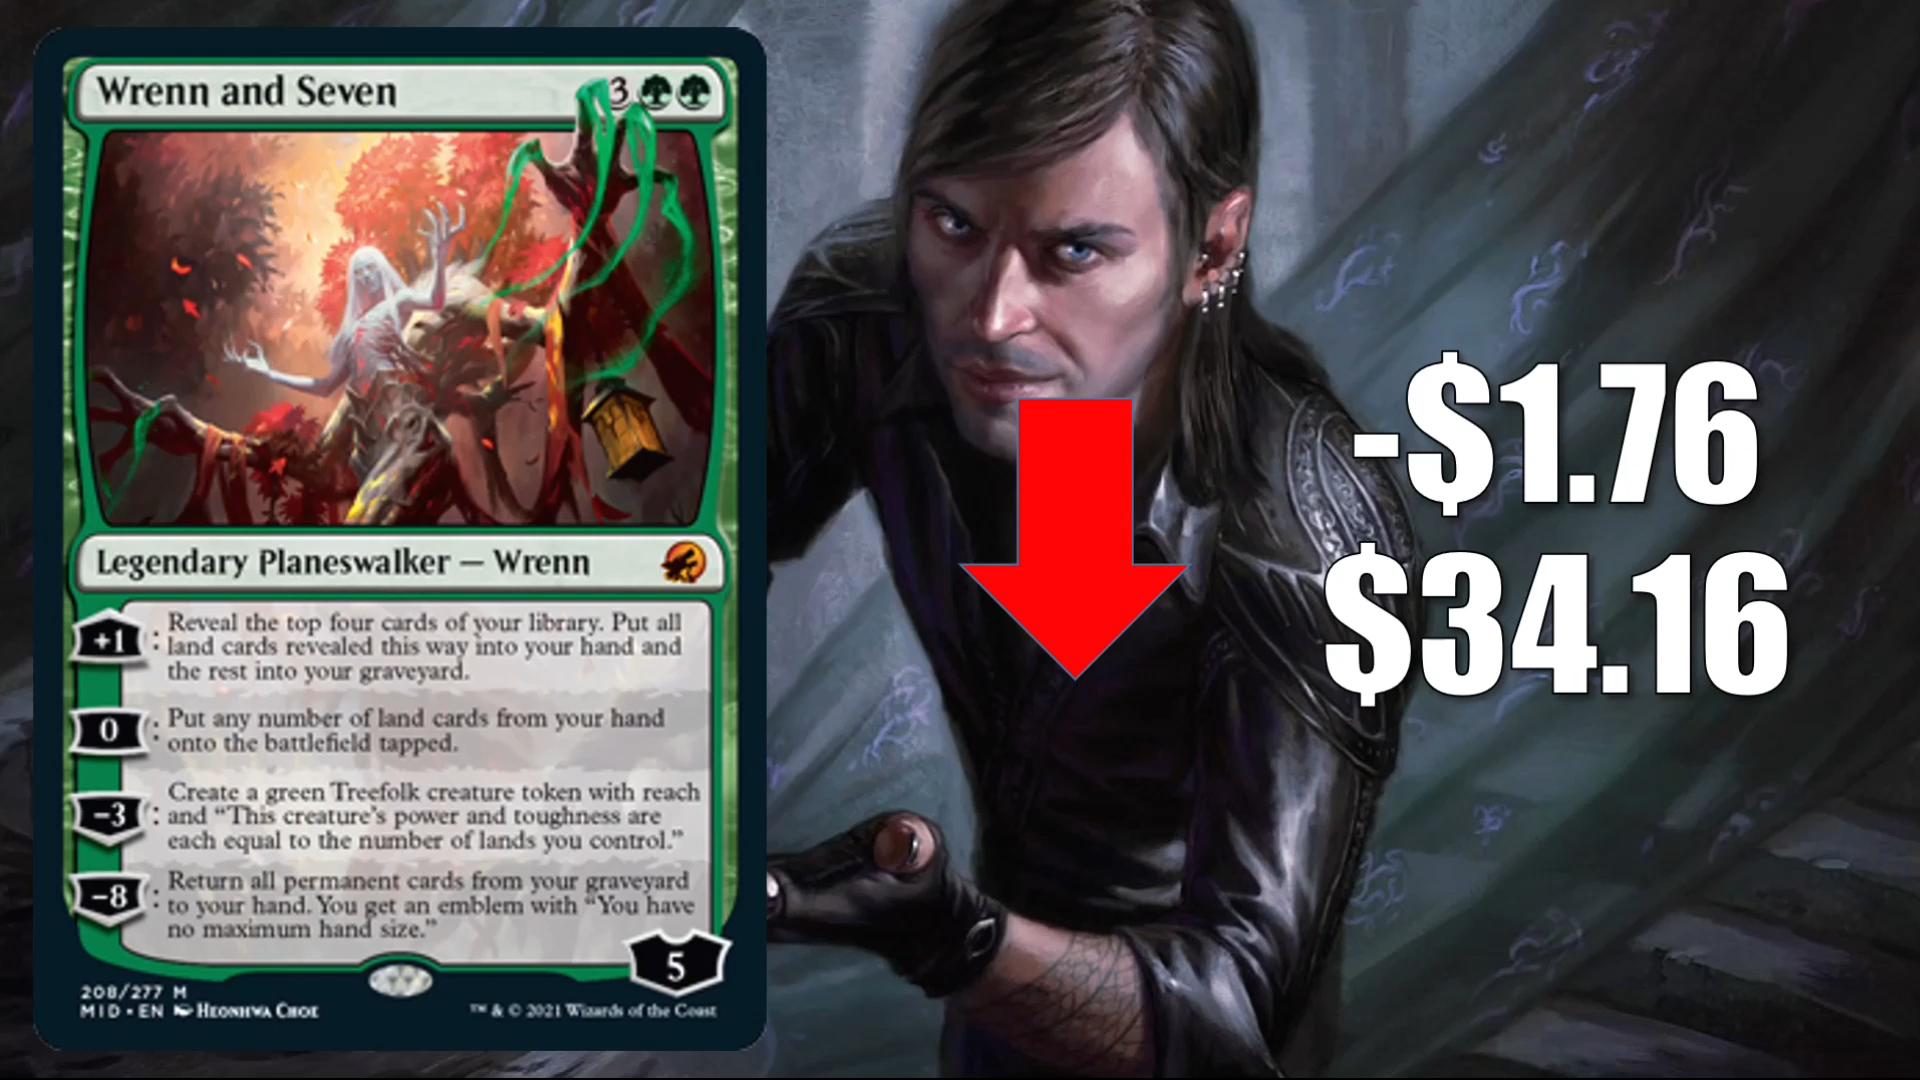 Wrenn and Seven 3
Legendary Planeswalker — Wrenn
+1: Reveal the top four cards of your library. Put all
land cards revealed this way into your hand and
the rest into your graveyard.
0: Put any number of land cards from your hand
onto the battlefield tapped.
−3: Create a green Treefolk creature token with reach
and “This creature’s power and toughness are
each equal to the number of lands you control.”
−8: Return all permanent cards from your graveyard
to your hand. You get an emblem with “You have
no maximum hand size.”
5
208/277 M
MID • EN Heonhwa Choe
™ & © 2021 Wizards of the Coast
-$1.76
$34.16